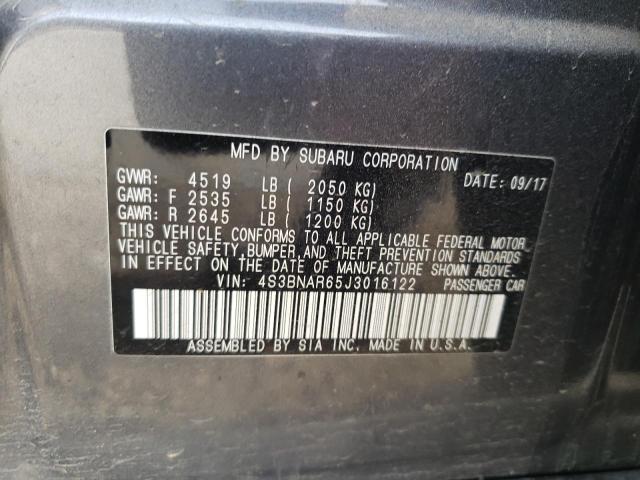 MFD BY SUBARU CORPORATION
GVWR: 4519 LB ( 2050 KG) DATE: 09/17
GAWR: F 2535 LB ( 1150 KG)
GAWR: R 2645 LB ( 1200 KG)
THIS VEHICLE CONFORMS TO ALL APPLICABLE FEDERAL MOTOR
VEHICLE SAFETY, BUMPER, AND THEFT PREVENTION STANDARDS
IN EFFECT ON THE DATE OF MANUFACTURE SHOWN ABOVE.
VIN: 4S3BNAR65J3016122 PASSENGER CAR
ASSEMBLED BY SIA INC. MADE IN U.S.A.